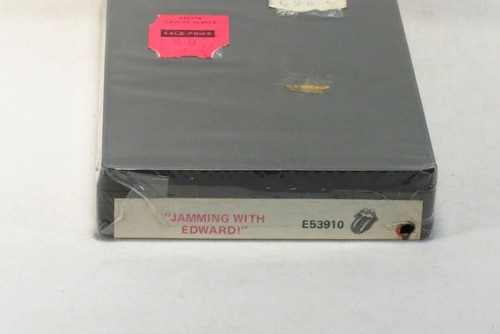 SALE PRICE
"JAMMING WITH
EDWARD!"
E53910